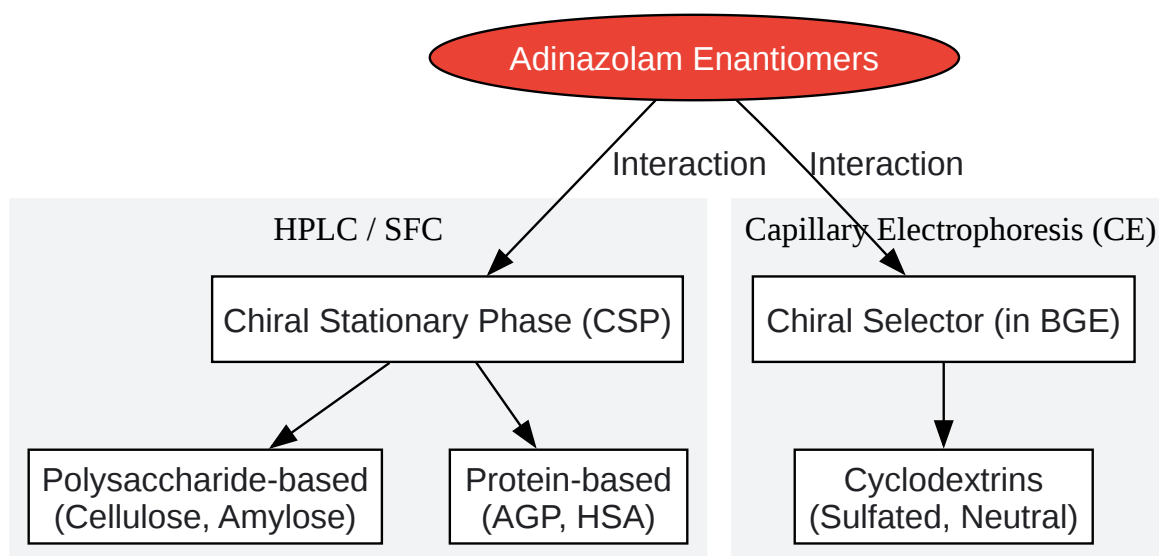 Adinazolam Enantiomers
Interaction
Interaction
HPLC / SFC
Chiral Stationary Phase (CSP)
Polysaccharide-based
(Cellulose, Amylose)
Protein-based
(AGP, HSA)
Capillary Electrophoresis (CE)
Chiral Selector (in BGE)
Cyclodextrins
(Sulfated, Neutral)